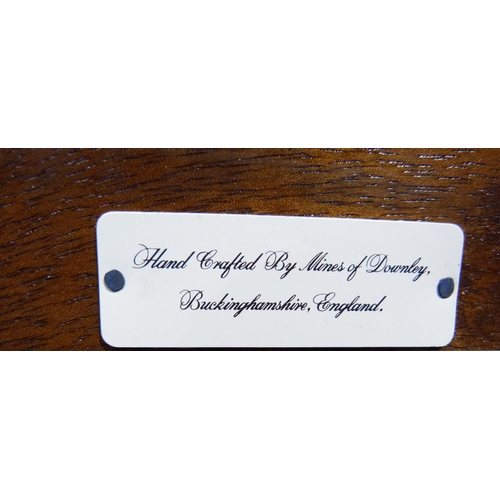 Hand Crafted By Mines of Downley,
Buckinghamshire, England.